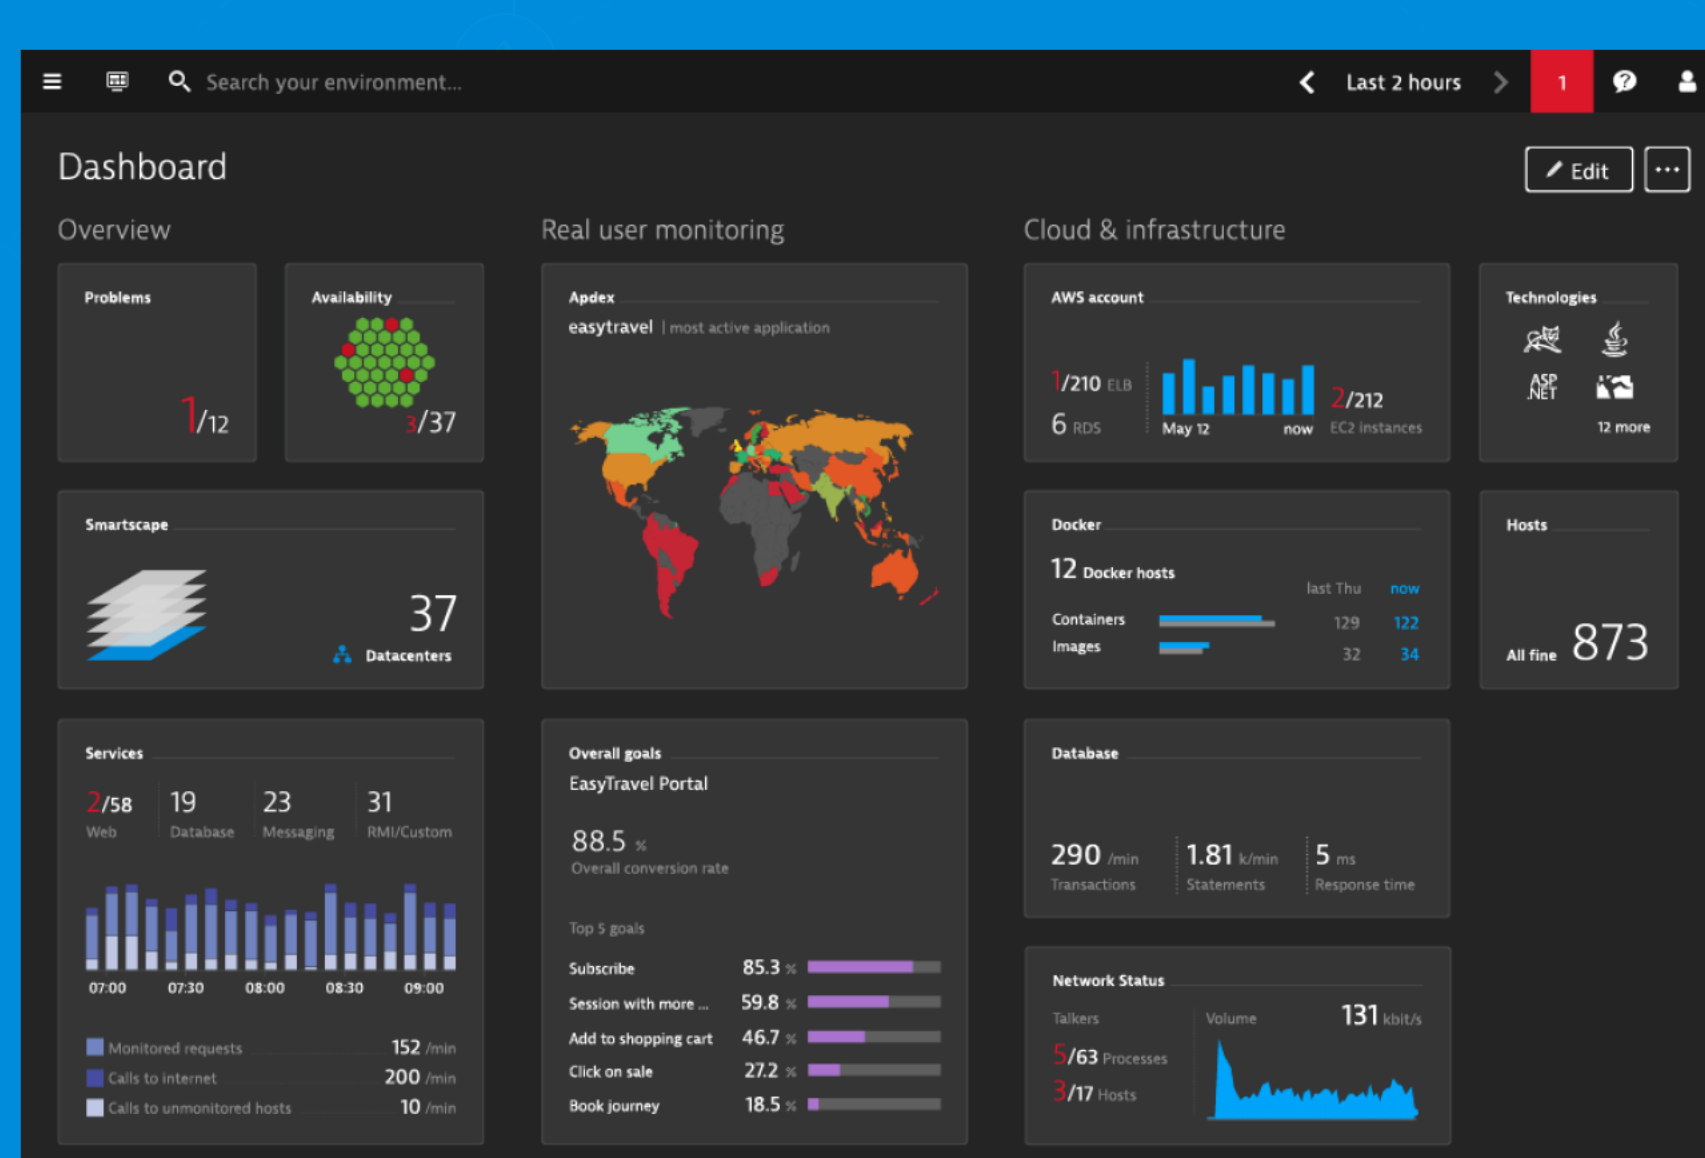 Search your environment...
Last 2 hours
1
?
Dashboard
Edit
Overview
Problems
1/12
Availability
3/37
Smartscape
37
Datacenters
Services
2/58
Web
19
Database
23
Messaging
31
RMI/Custom
07:00 07:30 08:00 08:30 09:00
Monitored requests 152 /min
Calls to internet 200 /min
Calls to unmonitored hosts 10 /min
Real user monitoring
Apdex
easytravel | most active application
Overall goals
EasyTravel Portal
88.5 %
Overall conversion rate
Top 5 goals
Subscribe 85.3 %
Session with more ... 59.8 %
Add to shopping cart 46.7 %
Click on sale 27.2 %
Book journey 18.5 %
Cloud & infrastructure
AWS account
1/210 ELB
6 RDS
May 12 now
2/212
EC2 instances
Technologies
ASP
.NET
12 more
Docker
12 Docker hosts
last Thu now
Containers 129 122
Images 32 34
Hosts
All fine 873
Database
290 /min
Transactions
1.81 k/min
Statements
5 ms
Response time
Network Status
Talkers
5/63 Processes
3/17 Hosts
Volume 131 kbit/s